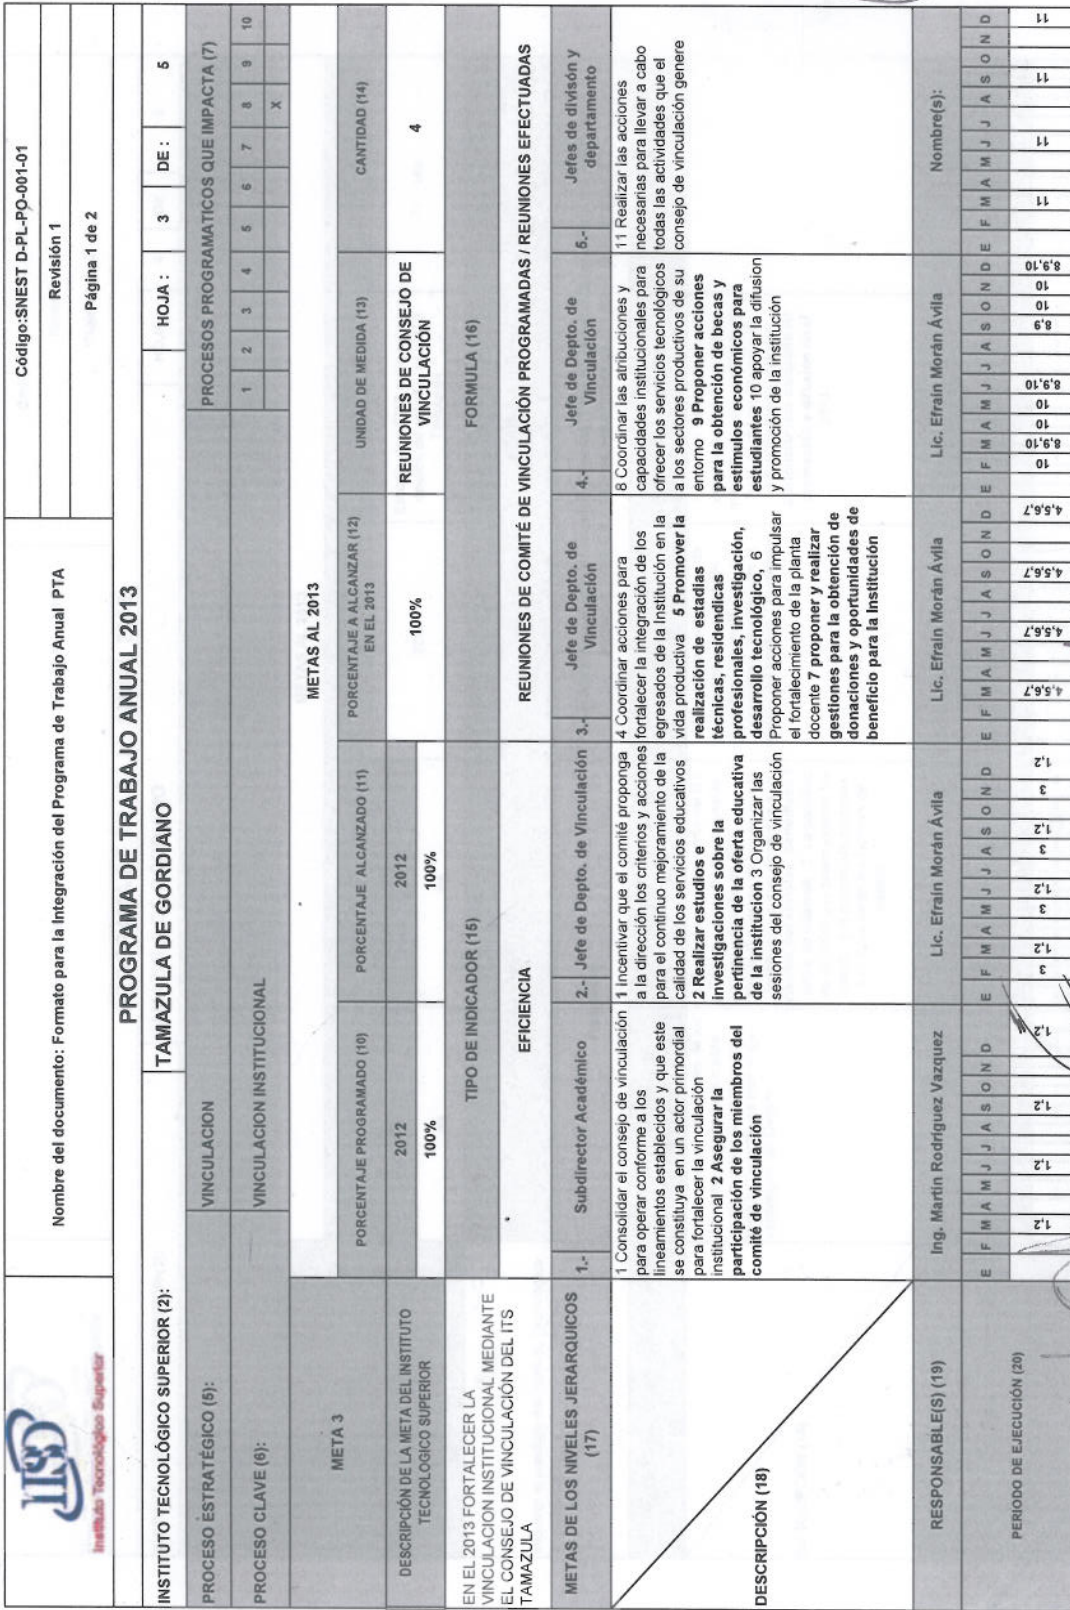 Instituto Tecnológico Superior
Nombre del documento: Formato para la Integración del Programa de Trabajo Anual PTA
Código:SNEST D-PL-PO-001-01
Revisión 1
Página 1 de 2
PROGRAMA DE TRABAJO ANUAL 2013
INSTITUTO TECNOLÓGICO SUPERIOR (2):
TAMAZULA DE GORDIANO
HOJA : 3 DE : 5
PROCESO ESTRATÉGICO (5):
VINCULACION
PROCESOS PROGRAMATICOS QUE IMPACTA (7)
PROCESO CLAVE (6):
VINCULACION INSTITUCIONAL
1 2 3 4 5 6 7 8 9 10
X
META 3
METAS AL 2013
DESCRIPCIÓN DE LA META DEL INSTITUTO
TECNOLOGICO SUPERIOR
PORCENTAJE PROGRAMADO (10)
PORCENTAJE ALCANZADO (11)
PORCENTAJE A ALCANZAR (12)
EN EL 2013
UNIDAD DE MEDIDA (13)
CANTIDAD (14)
2012
100%
2012
100%
100%
REUNIONES DE CONSEJO DE
VINCULACIÓN
4
EN EL 2013 FORTALECER LA
VINCULACION INSTITUCIONAL MEDIANTE
EL CONSEJO DE VINCULACIÓN DEL ITS
TAMAZULA
TIPO DE INDICADOR (15)
FORMULA (16)
EFICIENCIA
REUNIONES DE COMITÉ DE VINCULACIÓN PROGRAMADAS / REUNIONES EFECTUADAS
METAS DE LOS NIVELES JERARQUICOS
(17)
1.- Subdirector Académico
2.- Jefe de Depto. de Vinculación
3.- Jefe de Depto. de
Vinculación
4.- Jefe de Depto. de
Vinculación
5.- Jefes de divisón y
departamento
DESCRIPCIÓN (18)
1 Consolidar el consejo de vinculación
para operar conforme a los
lineamientos establecidos y que este
se constituya en un actor primordial
para fortalecer la vinculación
institucional 2 Asegurar la
participación de los miembros del
comité de vinculación
1 Incentivar que el comité proponga
a la dirección los criterios y acciones
para el continuo mejoramiento de la
calidad de los servicios educativos
2 Realizar estudios e
investigaciones sobre la
pertinencia de la oferta educativa
de la institucion 3 Organizar las
sesiones del consejo de vinculación
4 Coordinar acciones para
fortalecer la integración de los
egresados de la Institución en la
vida productiva 5 Promover la
realización de estadias
técnicas, residendicas
profesionales, investigación,
desarrollo tecnológico, 6
Proponer acciones para impulsar
el fortalecimiento de la planta
docente 7 proponer y realizar
gestiones para la obtención de
donaciones y oportunidades de
beneficio para la Institución
8 Coordinar las atribuciones y
capacidades institucionales para
ofrecer los servicios tecnológicos
a los sectores productivos de su
entorno 9 Proponer acciones
para la obtención de becas y
estimulos económicos para
estudiantes 10 apoyar la difusion
y promoción de la institución
11 Realizar las acciones
necesarias para llevar a cabo
todas las actividades que el
consejo de vinculación genere
RESPONSABLE(S) (19)
Ing. Martin Rodríguez Vazquez
Lic. Efrain Morán Ávila
Lic. Efrain Morán Ávila
Lic. Efrain Morán Ávila
Nombre(s):
PERIODO DE EJECUCIÓN (20)
E F M A M J J A S O N D E F M A M J J A S O N D E F M A M J J A S O N D E F M A M J J A S O N D E F M A M J J A S O N D
1,2 1,2 1,2 1,2 3 1,2 3 1,2 3 1,2 3 1,2 4,5,6,7 4,5,6,7 4,5,6,7 4,5,6,7 10 8,9,10 10 10 8,9,10 8,9 10 10 8,9,10 11 11 11 11